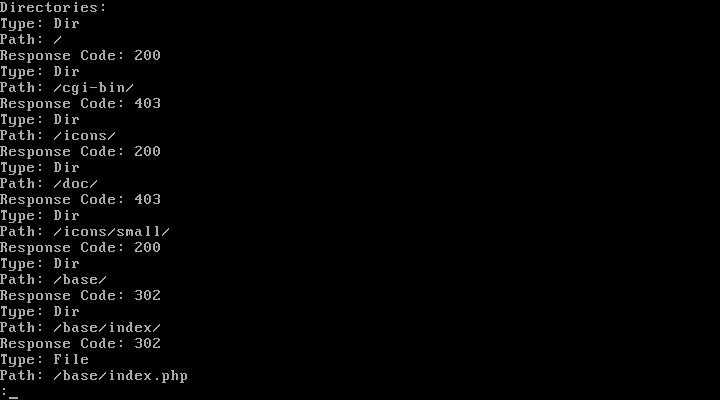 Directories:
Type: Dir
Path: /
Response Code: 200
Type: Dir
Path: /cgi-bin/
Response Code: 403
Type: Dir
Path: /icons/
Response Code: 200
Type: Dir
Path: /doc/
Response Code: 403
Type: Dir
Path: /icons/small/
Response Code: 200
Type: Dir
Path: /base/
Response Code: 302
Type: Dir
Path: /base/index/
Response Code: 302
Type: File
Path: /base/index.php
:_